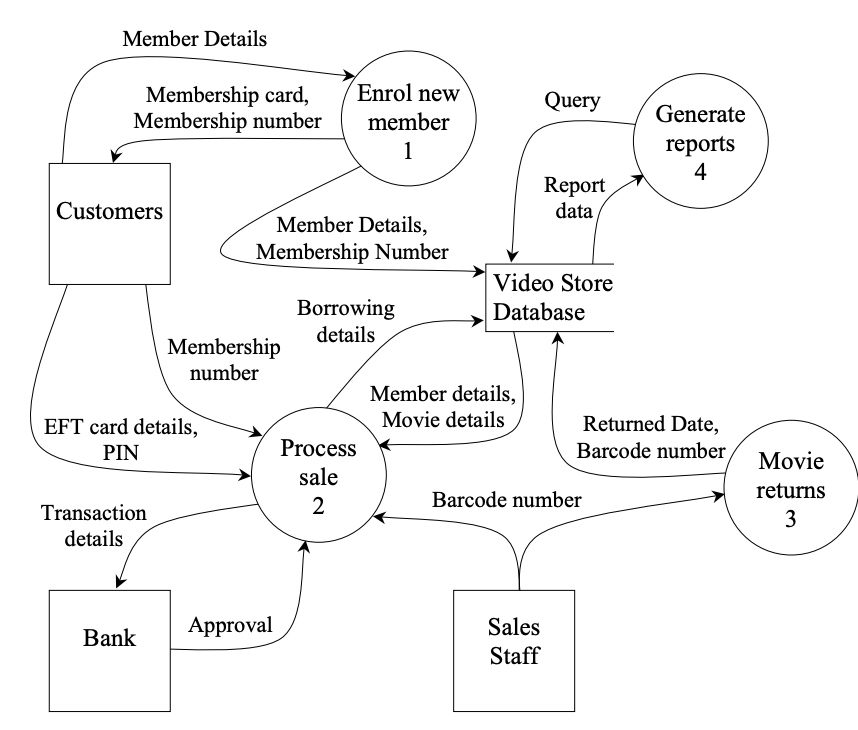 Member Details
Membership card,
Membership number
Enrol new
member
1
Query
Generate
reports
4
Report
data
Customers
Member Details,
Membership Number
Video Store
Database
Borrowing
details
Membership
number
Member details,
Movie details
EFT card details,
PIN
Process
sale
2
Returned Date,
Barcode number
Movie
returns
3
Barcode number
Transaction
details
Bank
Approval
Sales
Staff